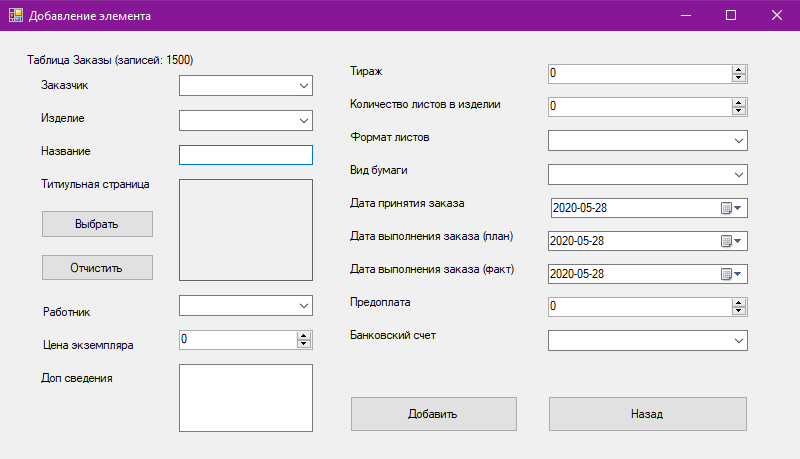 Добавление элемента
Таблица Заказы (записей: 1500)
Заказчик
Изделие
Название
Титиульная страница
Выбрать
Отчистить
Работник
Цена экземпляра
0
Доп сведения
Тираж
0
Количество листов в изделии
0
Формат листов
Вид бумаги
Дата принятия заказа
2020-05-28
Дата выполнения заказа (план)
2020-05-28
Дата выполнения заказа (факт)
2020-05-28
Предоплата
0
Банковский счет
Добавить
Назад